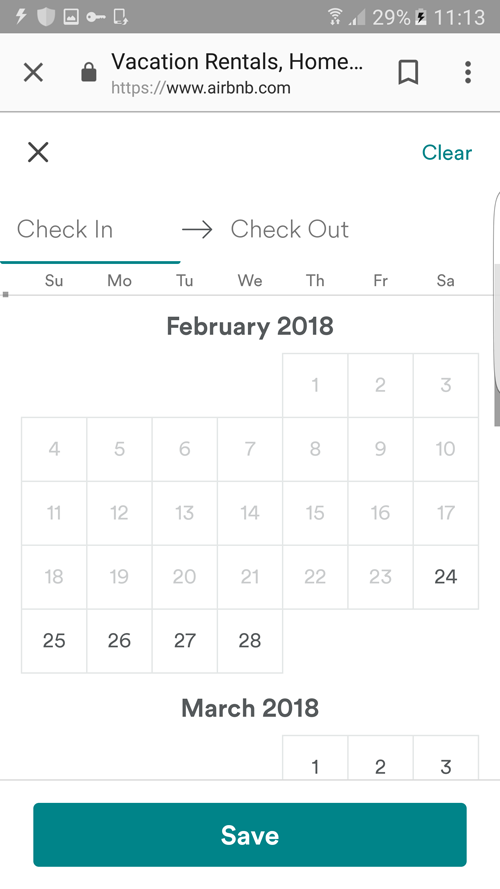 29% 11:13
Vacation Rentals, Home...
https://www.airbnb.com
Clear
Check In → Check Out
Su Mo Tu We Th Fr Sa
February 2018
1 2 3
4 5 6 7 8 9 10
11 12 13 14 15 16 17
18 19 20 21 22 23 24
25 26 27 28
March 2018
1 2 3
Save